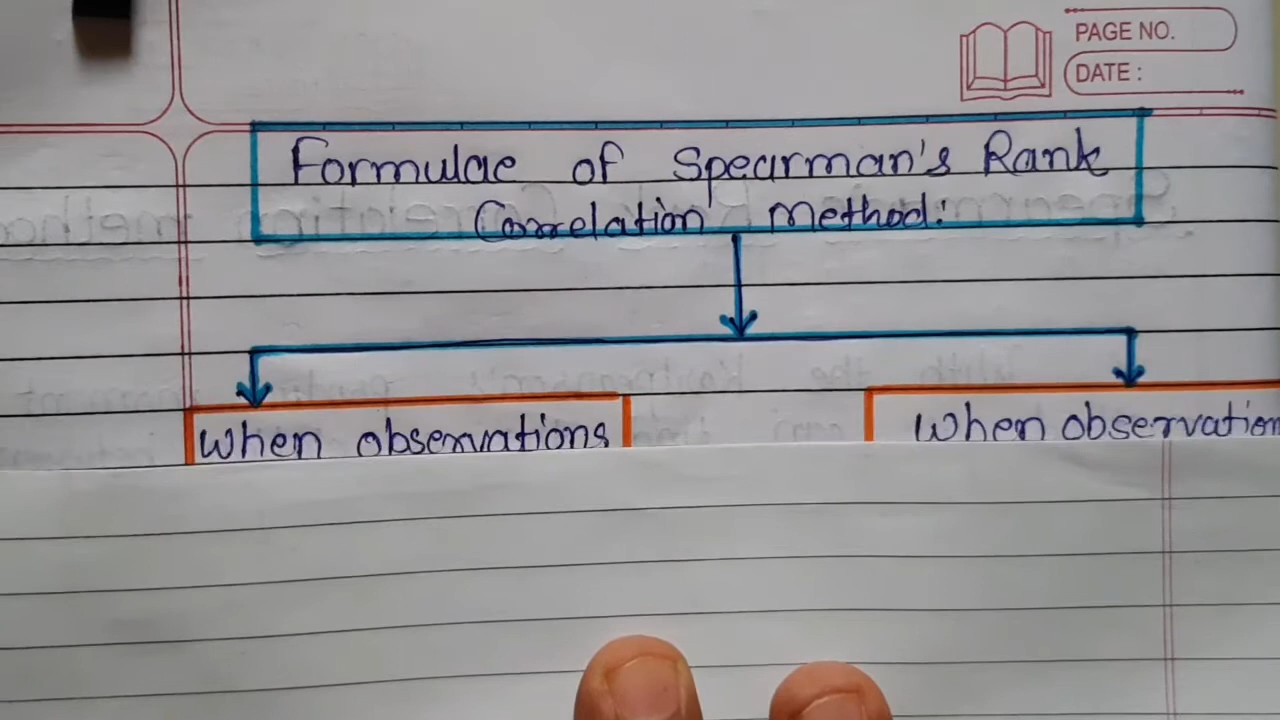 PAGE NO.
DATE :
Formulae of Spearman's Rank
Correlation Method:
When observations
When observation